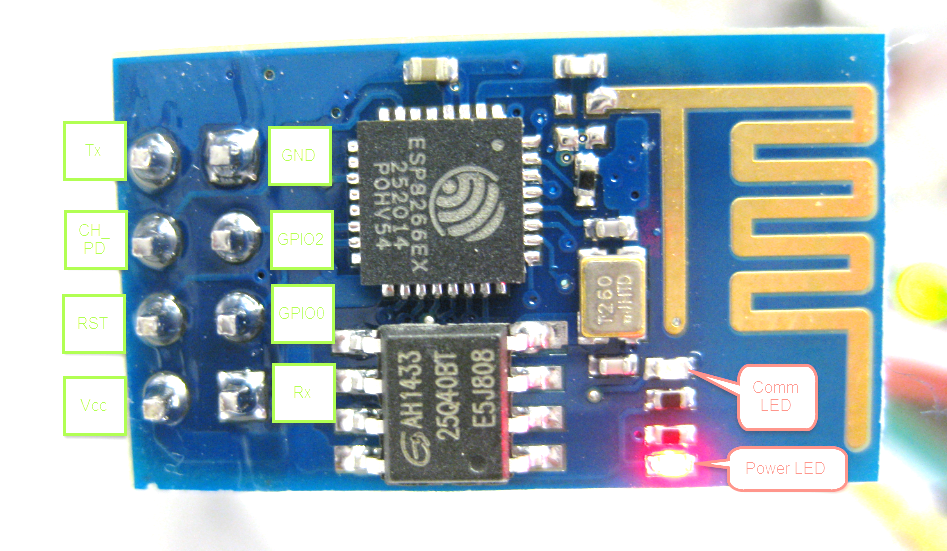 Tx
GND
CH_
PD
GPIO2
RST
GPIO0
Vcc
Rx
ESP8266EX
252014
P0HV54
AH1433
25Q40BT
E5J808
T260
Comm
LED
Power LED